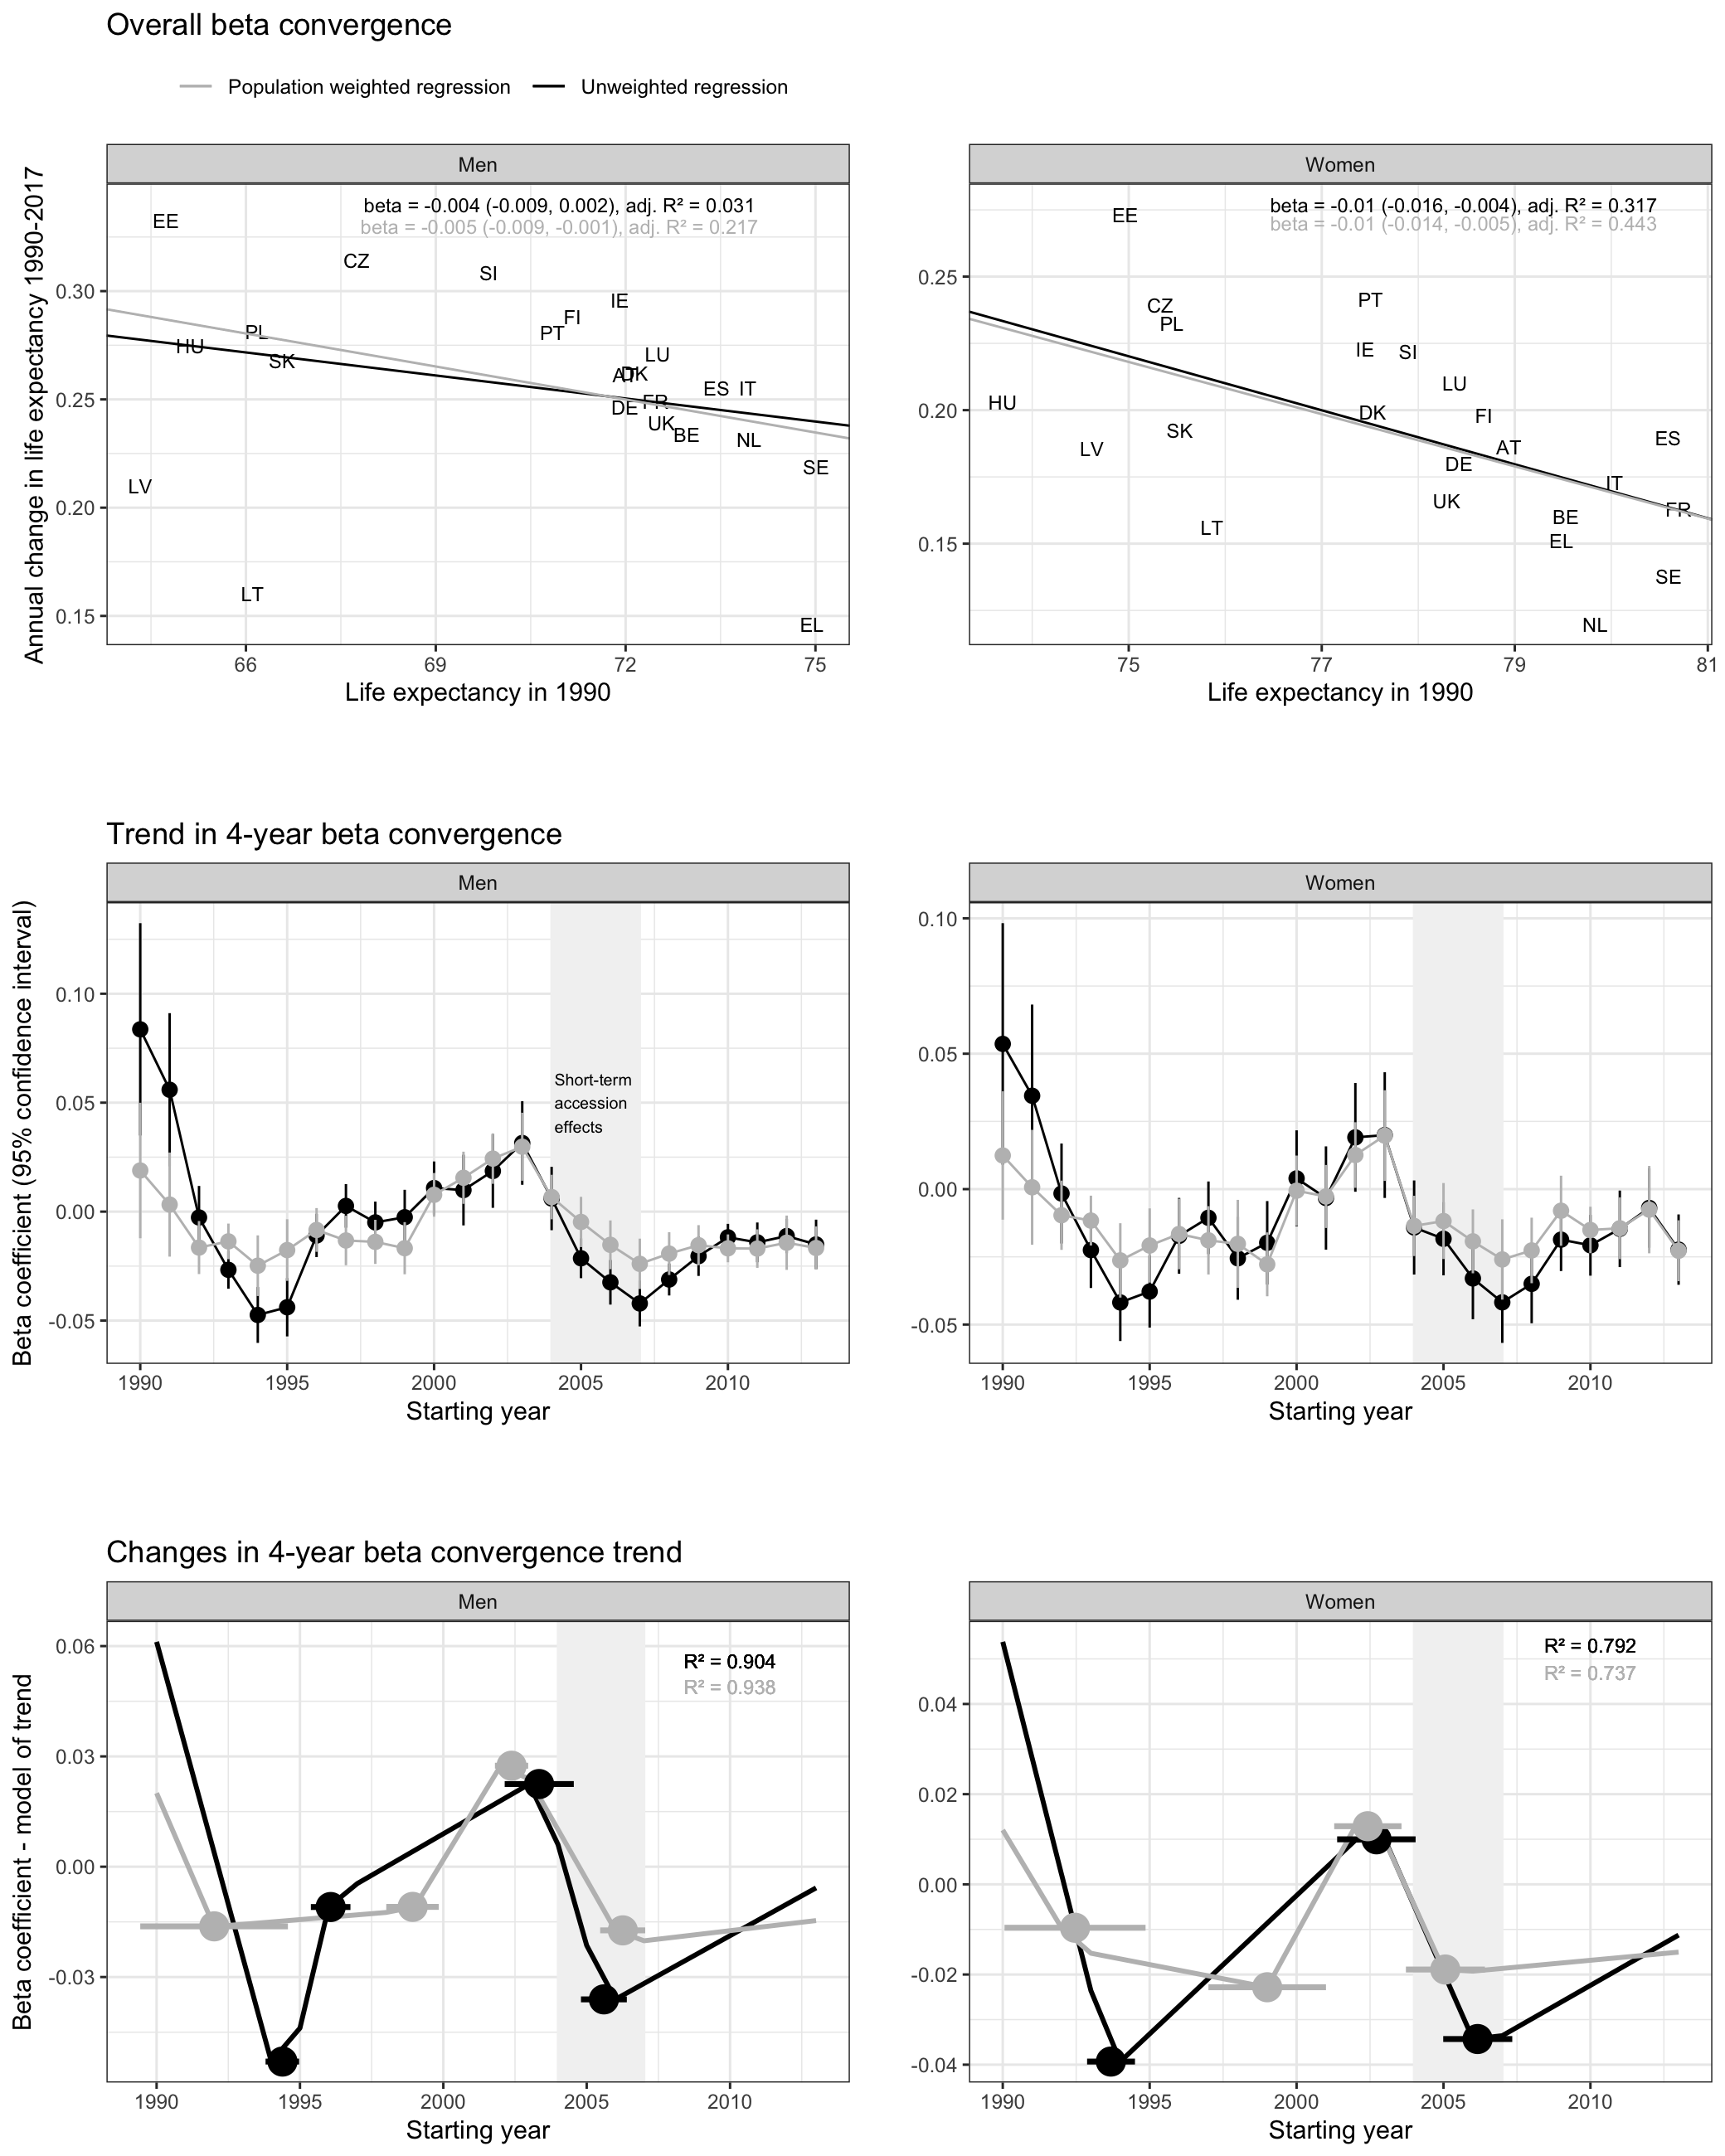 Overall beta convergence
Population weighted regression Unweighted regression
Men
Annual change in life expectancy 1990-2017
0.30
0.25
0.20
0.15
beta = -0.004 (-0.009, 0.002), adj. R² = 0.031
beta = -0.005 (-0.009, -0.001), adj. R² = 0.217
EE
CZ
SI
IE
FI
PT
PL
HU
SK
LU
AT
DK
ES
IT
FR
DE
UK
BE
NL
SE
LV
LT
EL
66 69 72 75
Life expectancy in 1990
Women
0.25
0.20
0.15
beta = -0.01 (-0.016, -0.004), adj. R² = 0.317
beta = -0.01 (-0.014, -0.005), adj. R² = 0.443
EE
CZ
PL
PT
IE
SI
LU
HU
DK
FI
SK
LV
AT
ES
DE
IT
UK
FR
BE
LT
EL
SE
NL
75 77 79 81
Life expectancy in 1990
Trend in 4-year beta convergence
Men
Beta coefficient (95% confidence interval)
0.10
0.05
0.00
-0.05
Short-term
accession
effects
1990 1995 2000 2005 2010
Starting year
Women
0.10
0.05
0.00
-0.05
1990 1995 2000 2005 2010
Starting year
Changes in 4-year beta convergence trend
Men
Beta coefficient - model of trend
0.06
0.03
0.00
-0.03
R² = 0.904
R² = 0.938
1990 1995 2000 2005 2010
Starting year
Women
0.04
0.02
0.00
-0.02
-0.04
R² = 0.792
R² = 0.737
1990 1995 2000 2005 2010
Starting year